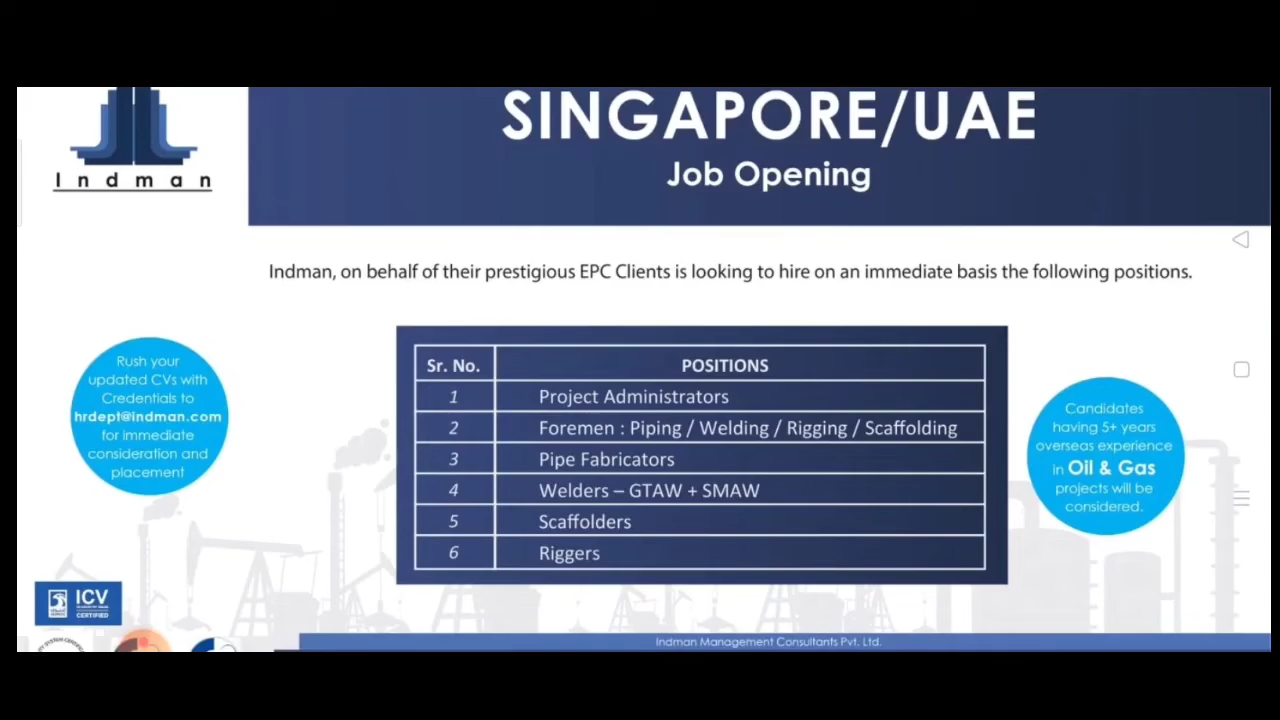 SINGAPORE/UAE
Job Opening
Indman
Indman, on behalf of their prestigious EPC Clients is looking to hire on an immediate basis the following positions.
Rush your
updated CVs with
Credentials to
hrdept@indman.com
for immediate
consideration and
placement
Sr. No. POSITIONS
1 Project Administrators
2 Foremen : Piping / Welding / Rigging / Scaffolding
3 Pipe Fabricators
4 Welders – GTAW + SMAW
5 Scaffolders
6 Riggers
Candidates
having 5+ years
overseas experience
in Oil & Gas
projects will be
considered.
ICV
CERTIFIED
Indman Management Consultants Pvt. Ltd.